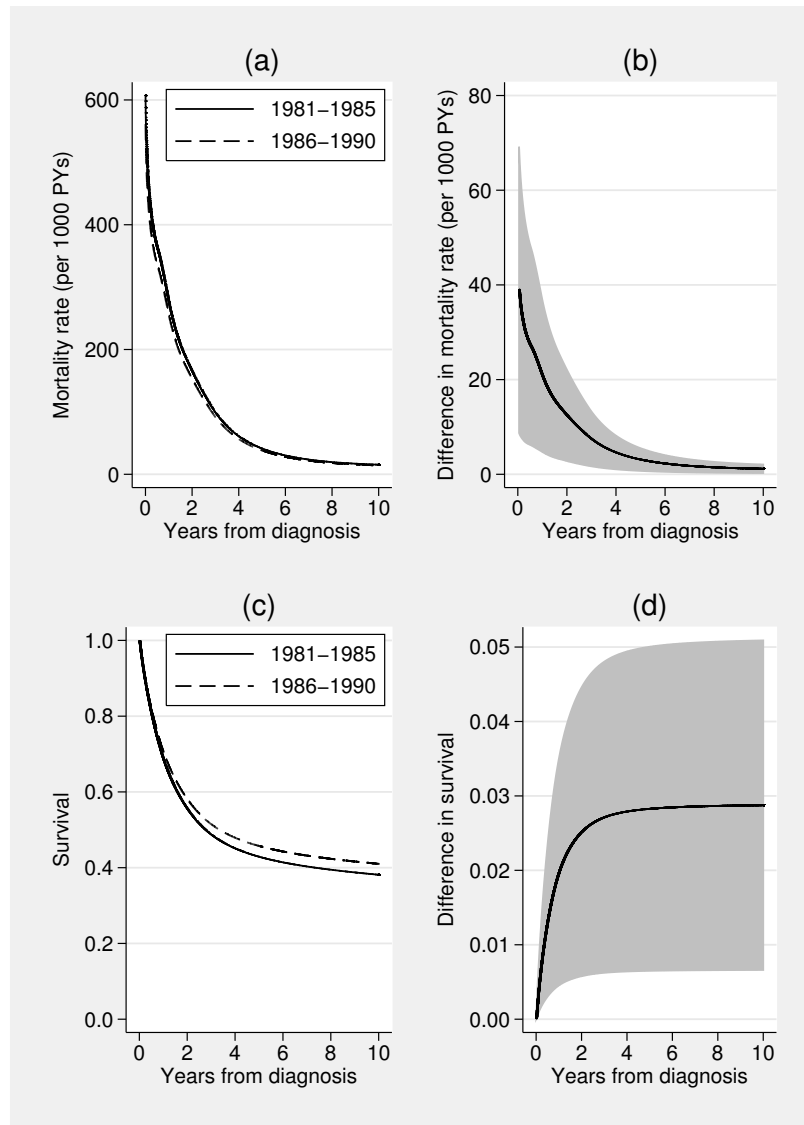 (a)
Mortality rate (per 1000 PYs)
600
400
200
0
1981−1985
1986−1990
0 2 4 6 8 10
Years from diagnosis
(b)
Difference in mortality rate (per 1000 PYs)
80
60
40
20
0
0 2 4 6 8 10
Years from diagnosis
(c)
Survival
1.0
0.8
0.6
0.4
0.2
0.0
1981−1985
1986−1990
0 2 4 6 8 10
Years from diagnosis
(d)
Difference in survival
0.05
0.04
0.03
0.02
0.01
0.00
0 2 4 6 8 10
Years from diagnosis